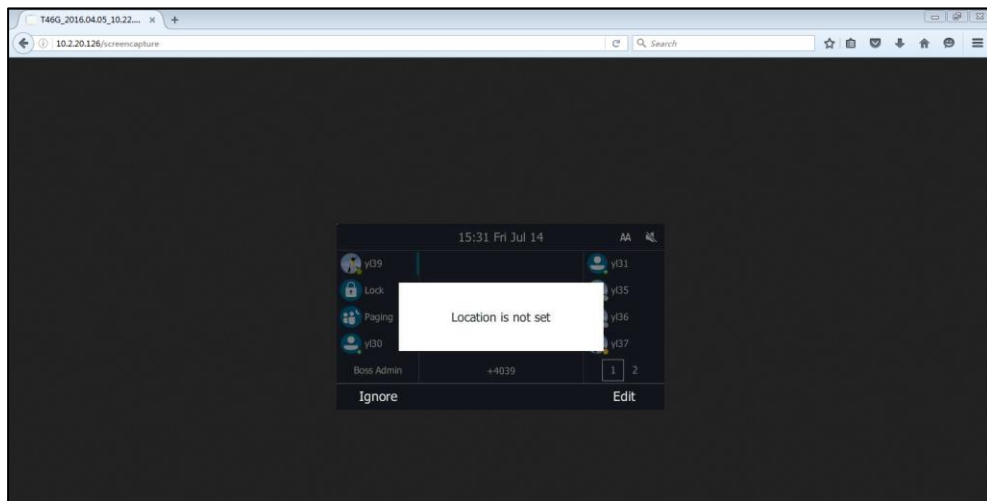 T46G_2016.04.05_10.22....
10.2.20.126/screencapture
Search
15:31 Fri Jul 14
AA
yl39
yl31
Lock
yl35
Location is not set
Paging
yl36
yl30
yl37
Boss Admin
+4039
1 2
Ignore
Edit